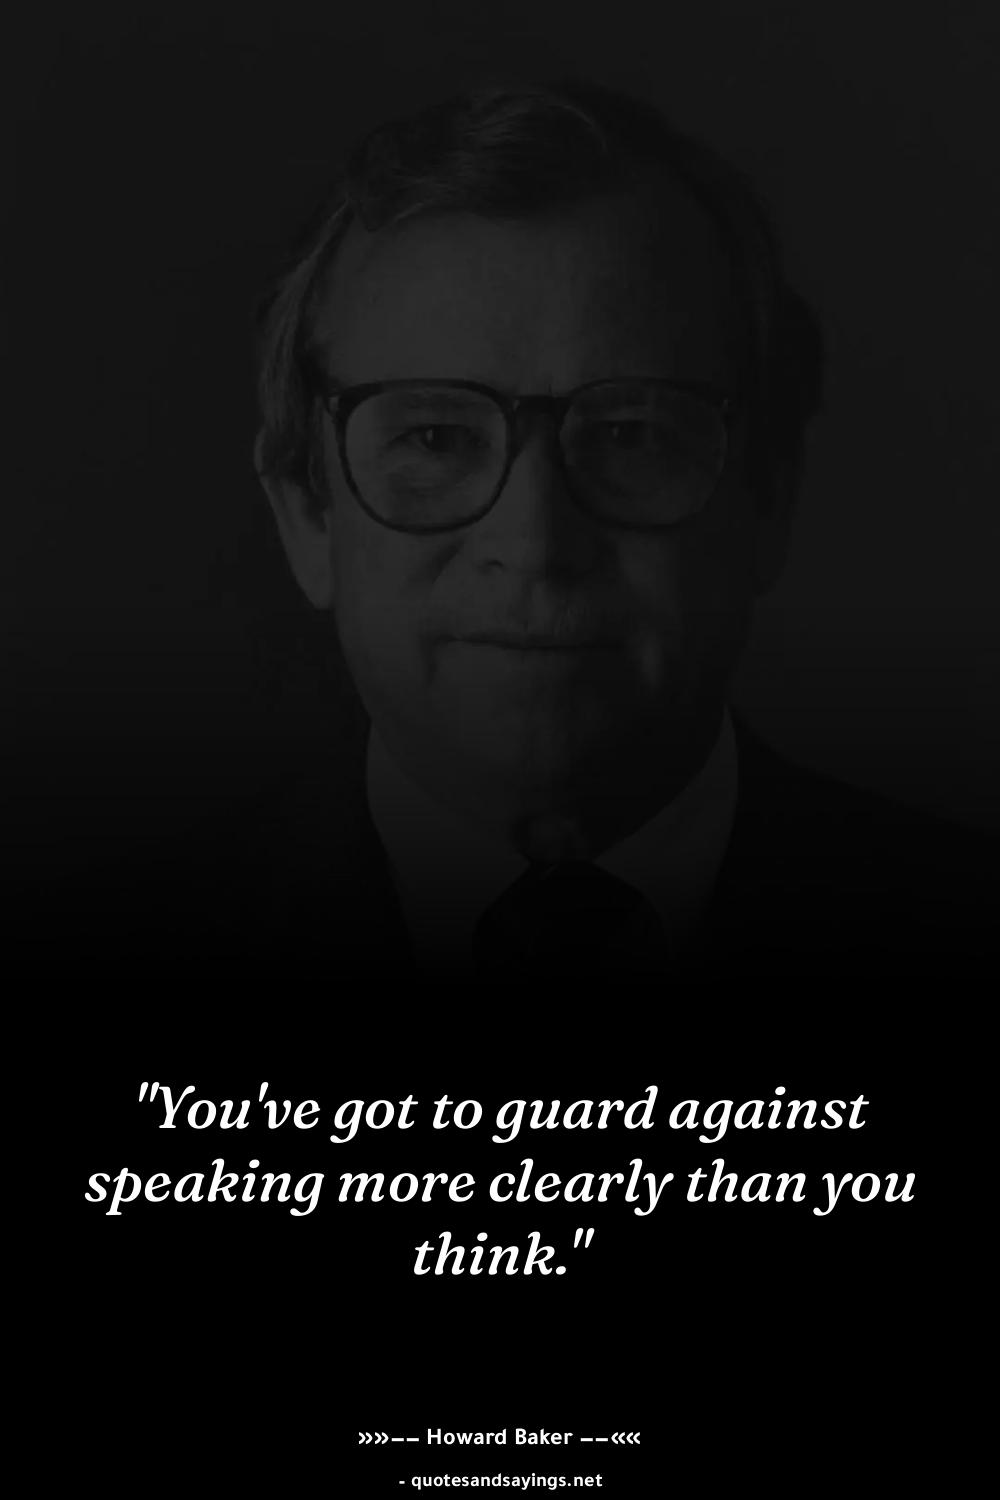 "You've got to guard against
speaking more clearly than you
think."
»»−− Howard Baker −−««
- quotesandsayings.net